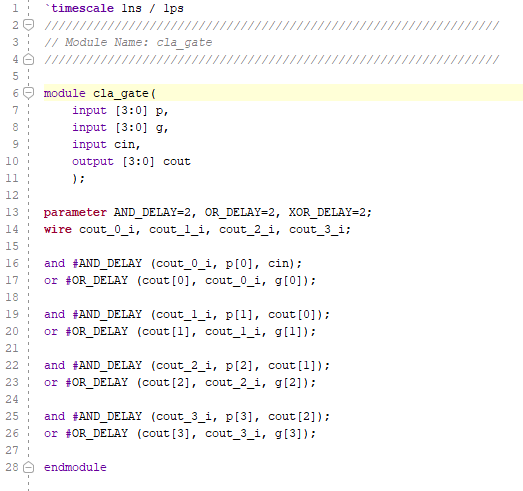 1 `timescale 1ns / 1ps
2 /////////////////////////////////////////////////////////////////
3 // Module Name: cla_gate
4 /////////////////////////////////////////////////////////////////
5
6 module cla_gate(
7     input [3:0] p,
8     input [3:0] g,
9     input cin,
10     output [3:0] cout
11     );
12
13 parameter AND_DELAY=2, OR_DELAY=2, XOR_DELAY=2;
14 wire cout_0_i, cout_1_i, cout_2_i, cout_3_i;
15
16 and #AND_DELAY (cout_0_i, p[0], cin);
17 or #OR_DELAY (cout[0], cout_0_i, g[0]);
18
19 and #AND_DELAY (cout_1_i, p[1], cout[0]);
20 or #OR_DELAY (cout[1], cout_1_i, g[1]);
21
22 and #AND_DELAY (cout_2_i, p[2], cout[1]);
23 or #OR_DELAY (cout[2], cout_2_i, g[2]);
24
25 and #AND_DELAY (cout_3_i, p[3], cout[2]);
26 or #OR_DELAY (cout[3], cout_3_i, g[3]);
27
28 endmodule